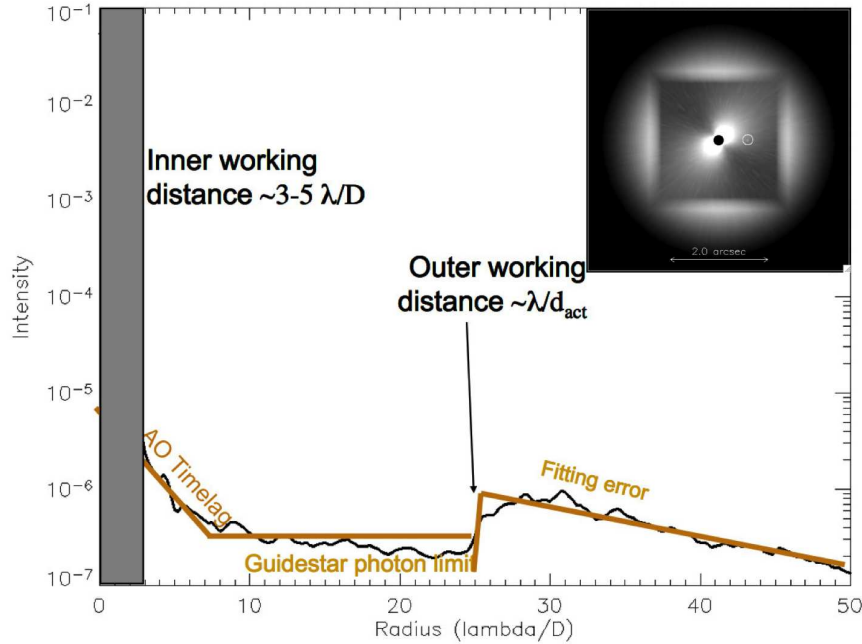 10⁻¹
10⁻²
10⁻³
10⁻⁴
10⁻⁵
10⁻⁶
10⁻⁷
Intensity
Inner working
distance ~3-5 λ/D
2.0 arcsec
Outer working
distance ~λ/d_act
AO Timelag
Guidestar photon limit
Fitting error
0 10 20 30 40 50
Radius (lambda/D)